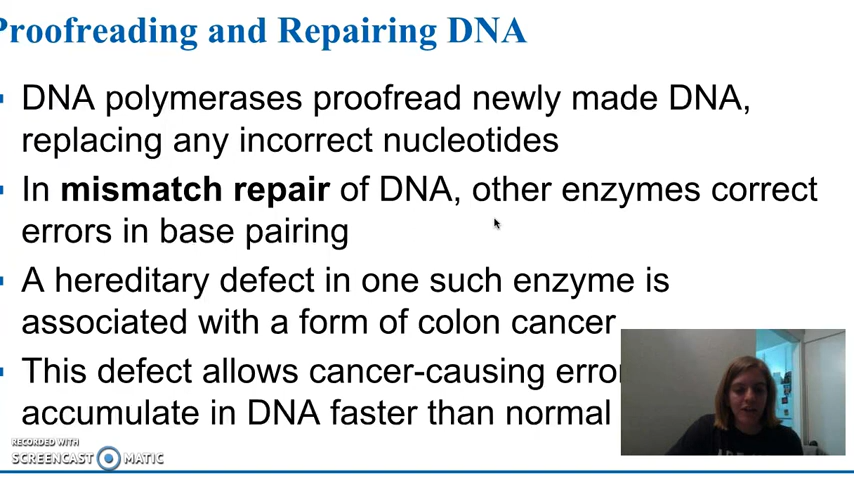 Proofreading and Repairing DNA
DNA polymerases proofread newly made DNA,
replacing any incorrect nucleotides
In mismatch repair of DNA, other enzymes correct
errors in base pairing
A hereditary defect in one such enzyme is
associated with a form of colon cancer
This defect allows cancer-causing
accumulate in DNA faster than normal
RECORDED WITH
SCREENCAST MATIC